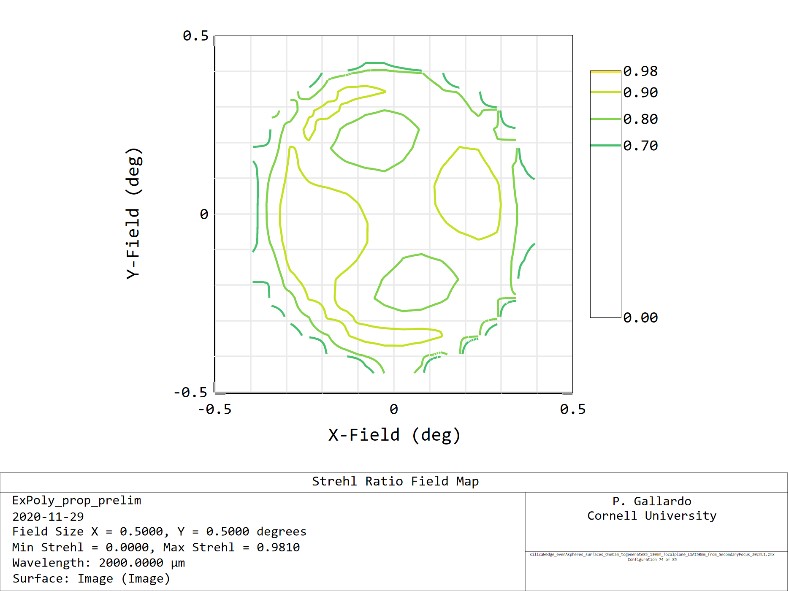 0.5
0
-0.5
Y-Field (deg)
-0.5 0 0.5
X-Field (deg)
0.98
0.90
0.80
0.70
0.00
Strehl Ratio Field Map
ExPoly_prop_prelim
2020-11-29
Field Size X = 0.5000, Y = 0.5000 degrees
Min Strehl = 0.0000, Max Strehl = 0.9810
Wavelength: 2000.0000 µm
Surface: Image (Image)
P. Gallardo
Cornell University